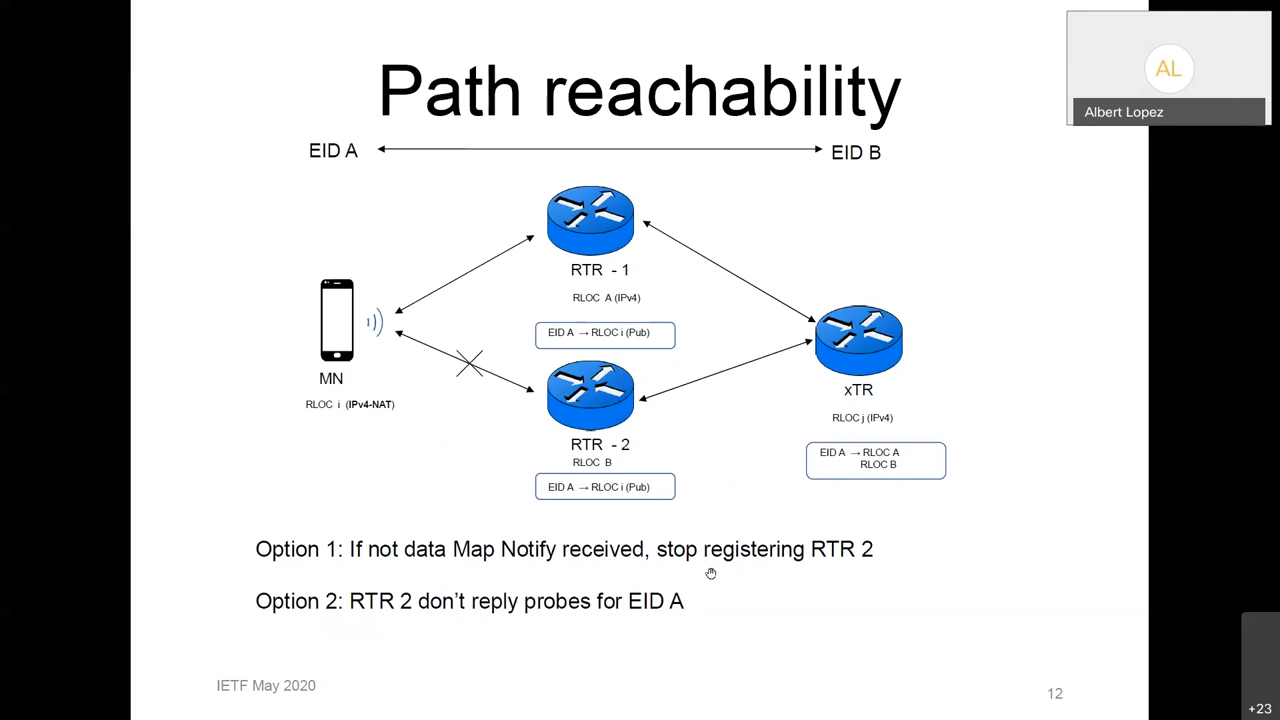 Path reachability
AL
Albert Lopez
EID A
EID B
RTR - 1
RLOC A (IPv4)
EID A → RLOC i (Pub)
MN
RLOC i (IPv4-NAT)
RTR - 2
RLOC B
EID A → RLOC i (Pub)
xTR
RLOC j (IPv4)
EID A → RLOC A
RLOC B
Option 1: If not data Map Notify received, stop registering RTR 2
Option 2: RTR 2 don’t reply probes for EID A
IETF May 2020
12
+23